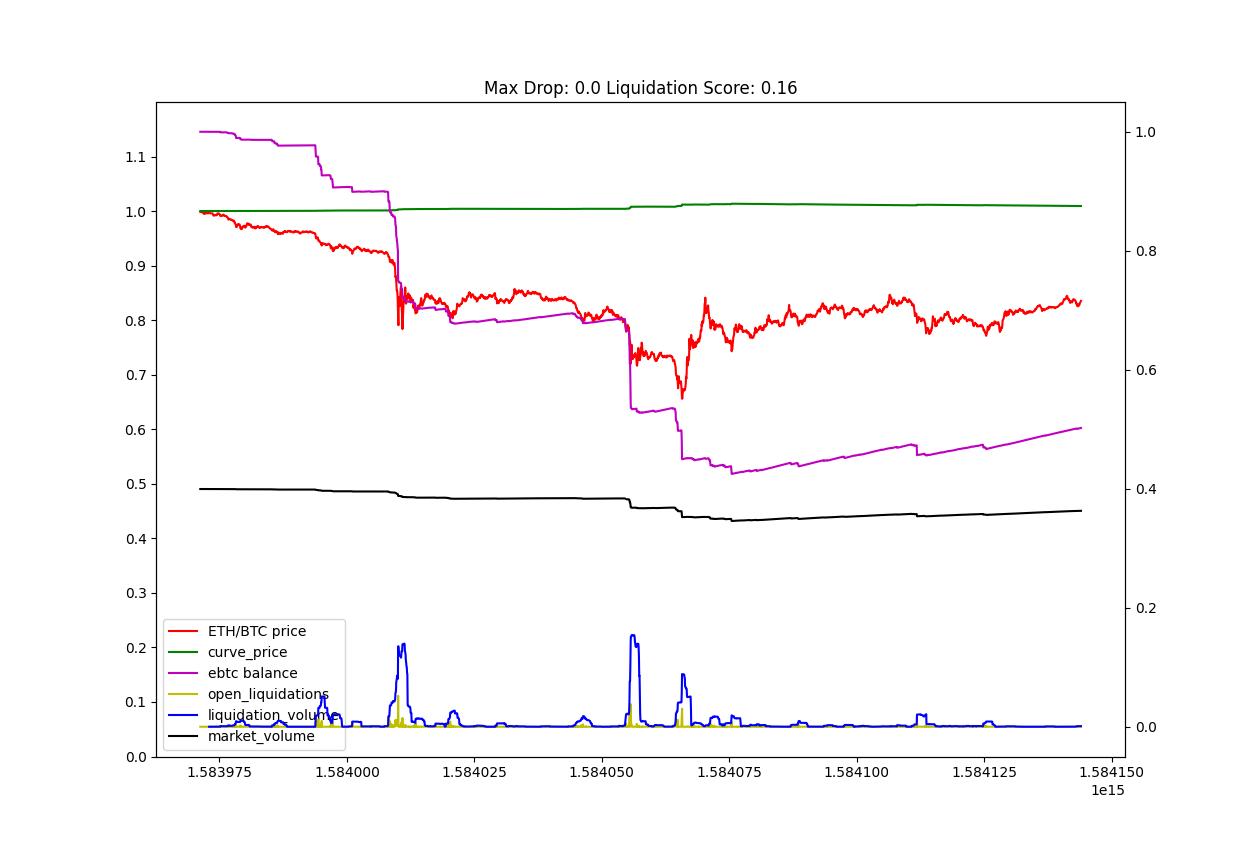 Max Drop: 0.0 Liquidation Score: 0.16
1.1
1.0
0.9
0.8
0.7
0.6
0.5
0.4
0.3
0.2
0.1
0.0
1.0
0.8
0.6
0.4
0.2
0.0
ETH/BTC price
curve_price
ebtc balance
open_liquidations
liquidation_volume
market_volume
1.583975 1.584000 1.584025 1.584050 1.584075 1.584100 1.584125 1.584150
1e15